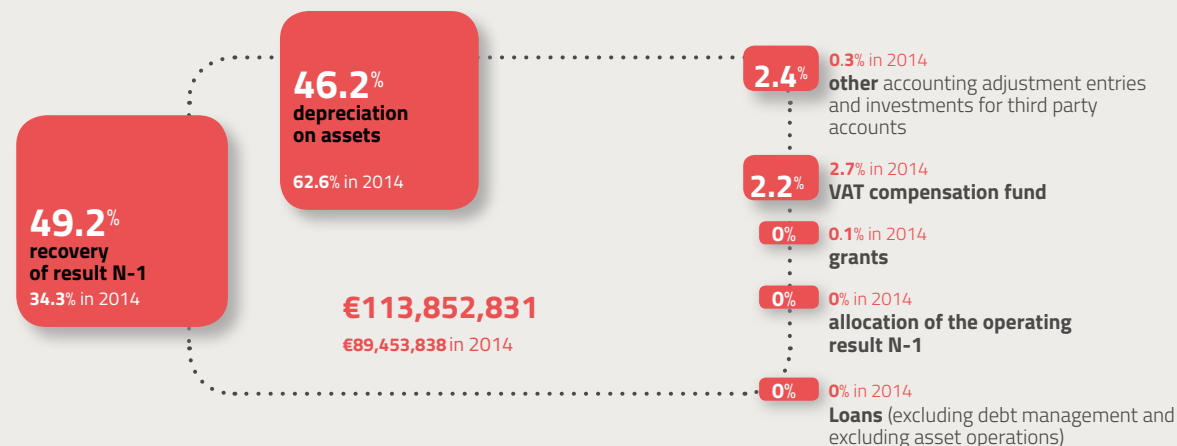 49.2%
recovery
of result N-1
34.3% in 2014
46.2%
depreciation
on assets
62.6% in 2014
€113,852,831
€89,453,838 in 2014
2.4%
0.3% in 2014
other accounting adjustment entries
and investments for third party
accounts
2.2%
2.7% in 2014
VAT compensation fund
0%
0.1% in 2014
grants
0%
0% in 2014
allocation of the operating
result N-1
0%
0% in 2014
Loans (excluding debt management and
excluding asset operations)